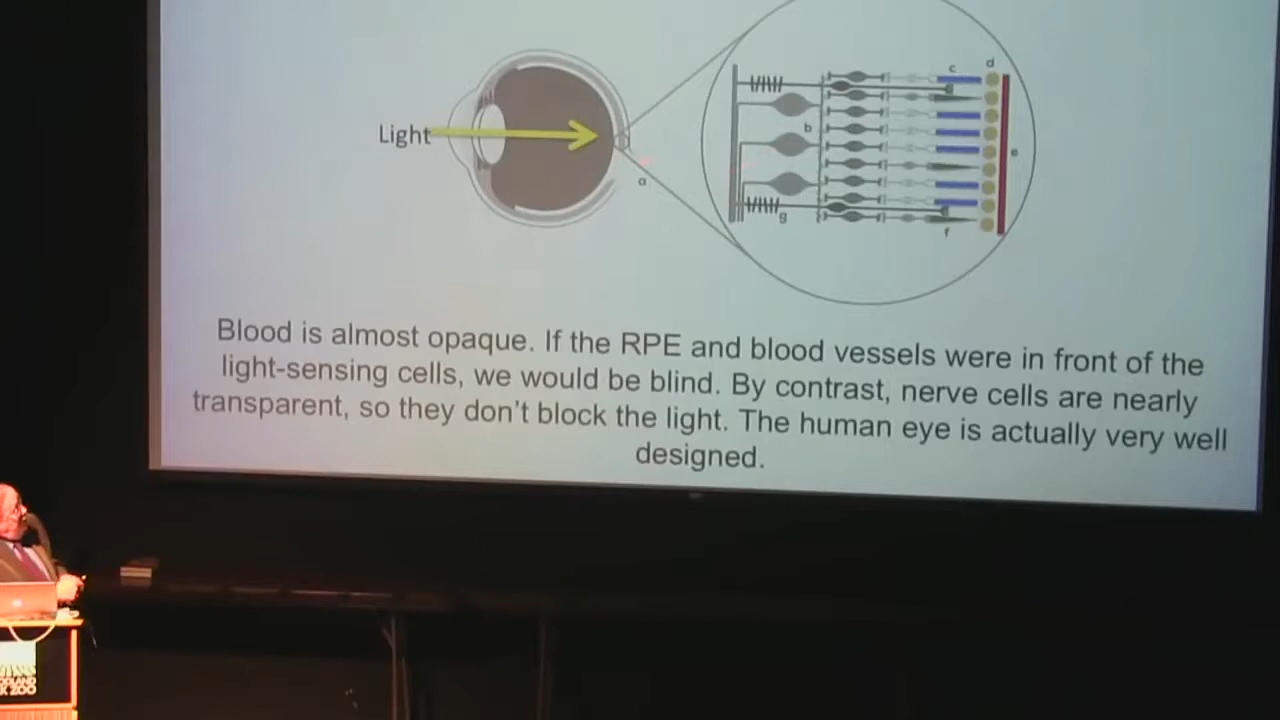 Light
a
b
c
d
e
f
g
Blood is almost opaque. If the RPE and blood vessels were in front of the
light-sensing cells, we would be blind. By contrast, nerve cells are nearly
transparent, so they don't block the light. The human eye is actually very well
designed.
ZOO